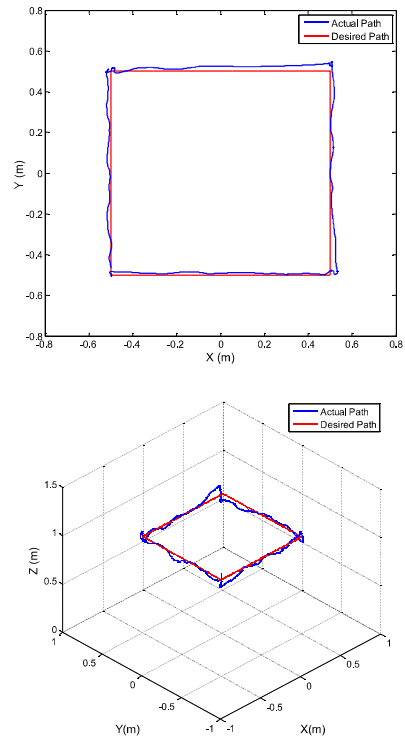 0.8
0.6
0.4
0.2
0
-0.2
-0.4
-0.6
-0.8
Y (m)
-0.8 -0.6 -0.4 -0.2 0 0.2 0.4 0.6 0.8
X (m)
Actual Path
Desired Path
Actual Path
Desired Path
1.5
1
0.5
0
Z (m)
1
0.5
0
-0.5
-1
Y(m)
-1
-0.5
0
0.5
1
X(m)